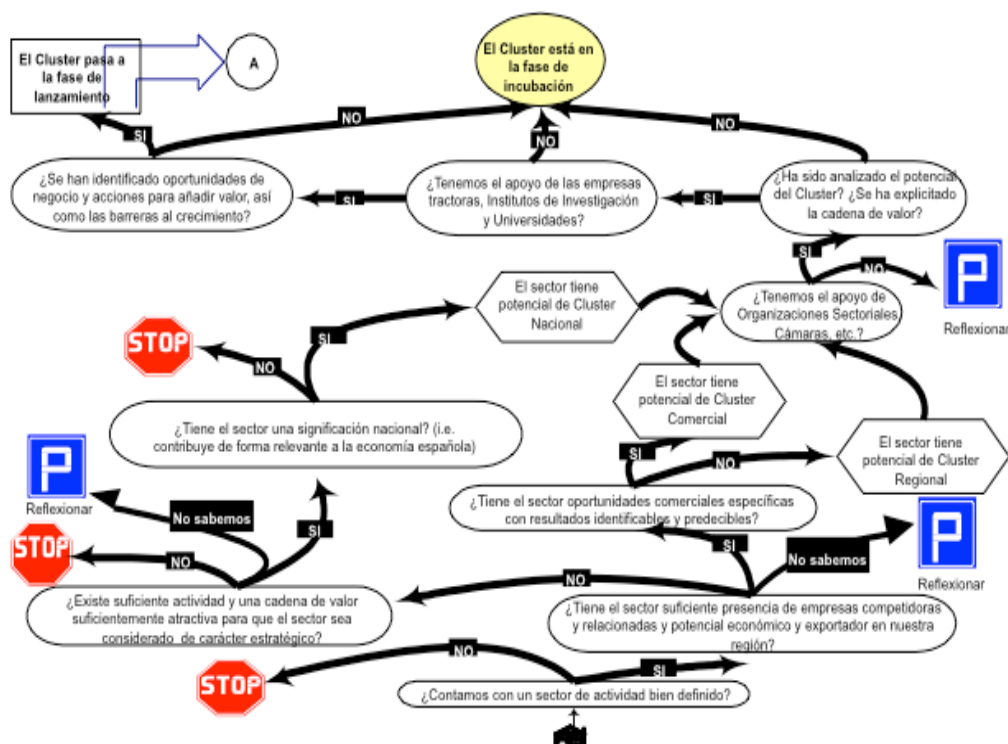 El Cluster pasa a
la fase de
lanzamiento
A
El Cluster está en
la fase de
incubación
SI
NO
NO
NO
¿Se han identificado oportunidades de
negocio y acciones para añadir valor, así
como las barreras al crecimiento?
SI
¿Tenemos el apoyo de las empresas
tractoras, Institutos de Investigación
y Universidades?
SI
¿Ha sido analizado el potencial
del Cluster? ¿Se ha explicitado
la cadena de valor?
SI
NO
P
Reflexionar
El sector tiene
potencial de Cluster
Nacional
¿Tenemos el apoyo de
Organizaciones Sectoriales,
Cámaras, etc.?
STOP
NO
SI
El sector tiene
potencial de Cluster
Comercial
¿Tiene el sector una significación nacional? (i.e.
contribuye de forma relevante a la economía española)
El sector tiene
potencial de Cluster
Regional
SI
NO
P
Reflexionar
No sabemos
SI
¿Tiene el sector oportunidades comerciales específicas
con resultados identificables y predecibles?
P
Reflexionar
STOP
NO
SI
No sabemos
NO
¿Existe suficiente actividad y una cadena de valor
suficientemente atractiva para que el sector sea
considerado de carácter estratégico?
¿Tiene el sector suficiente presencia de empresas competidoras
y relacionadas y potencial económico y exportador en nuestra
región?
STOP
NO
SI
¿Contamos con un sector de actividad bien definido?